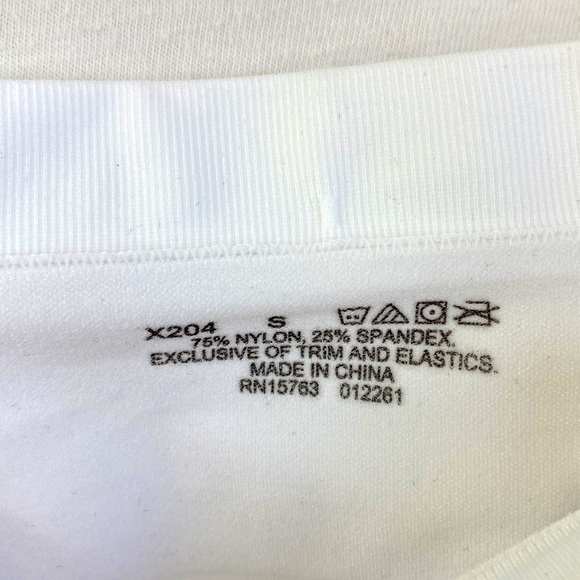 X204 S
75% NYLON, 25% SPANDEX.
EXCLUSIVE OF TRIM AND ELASTICS.
MADE IN CHINA
RN15763 012261